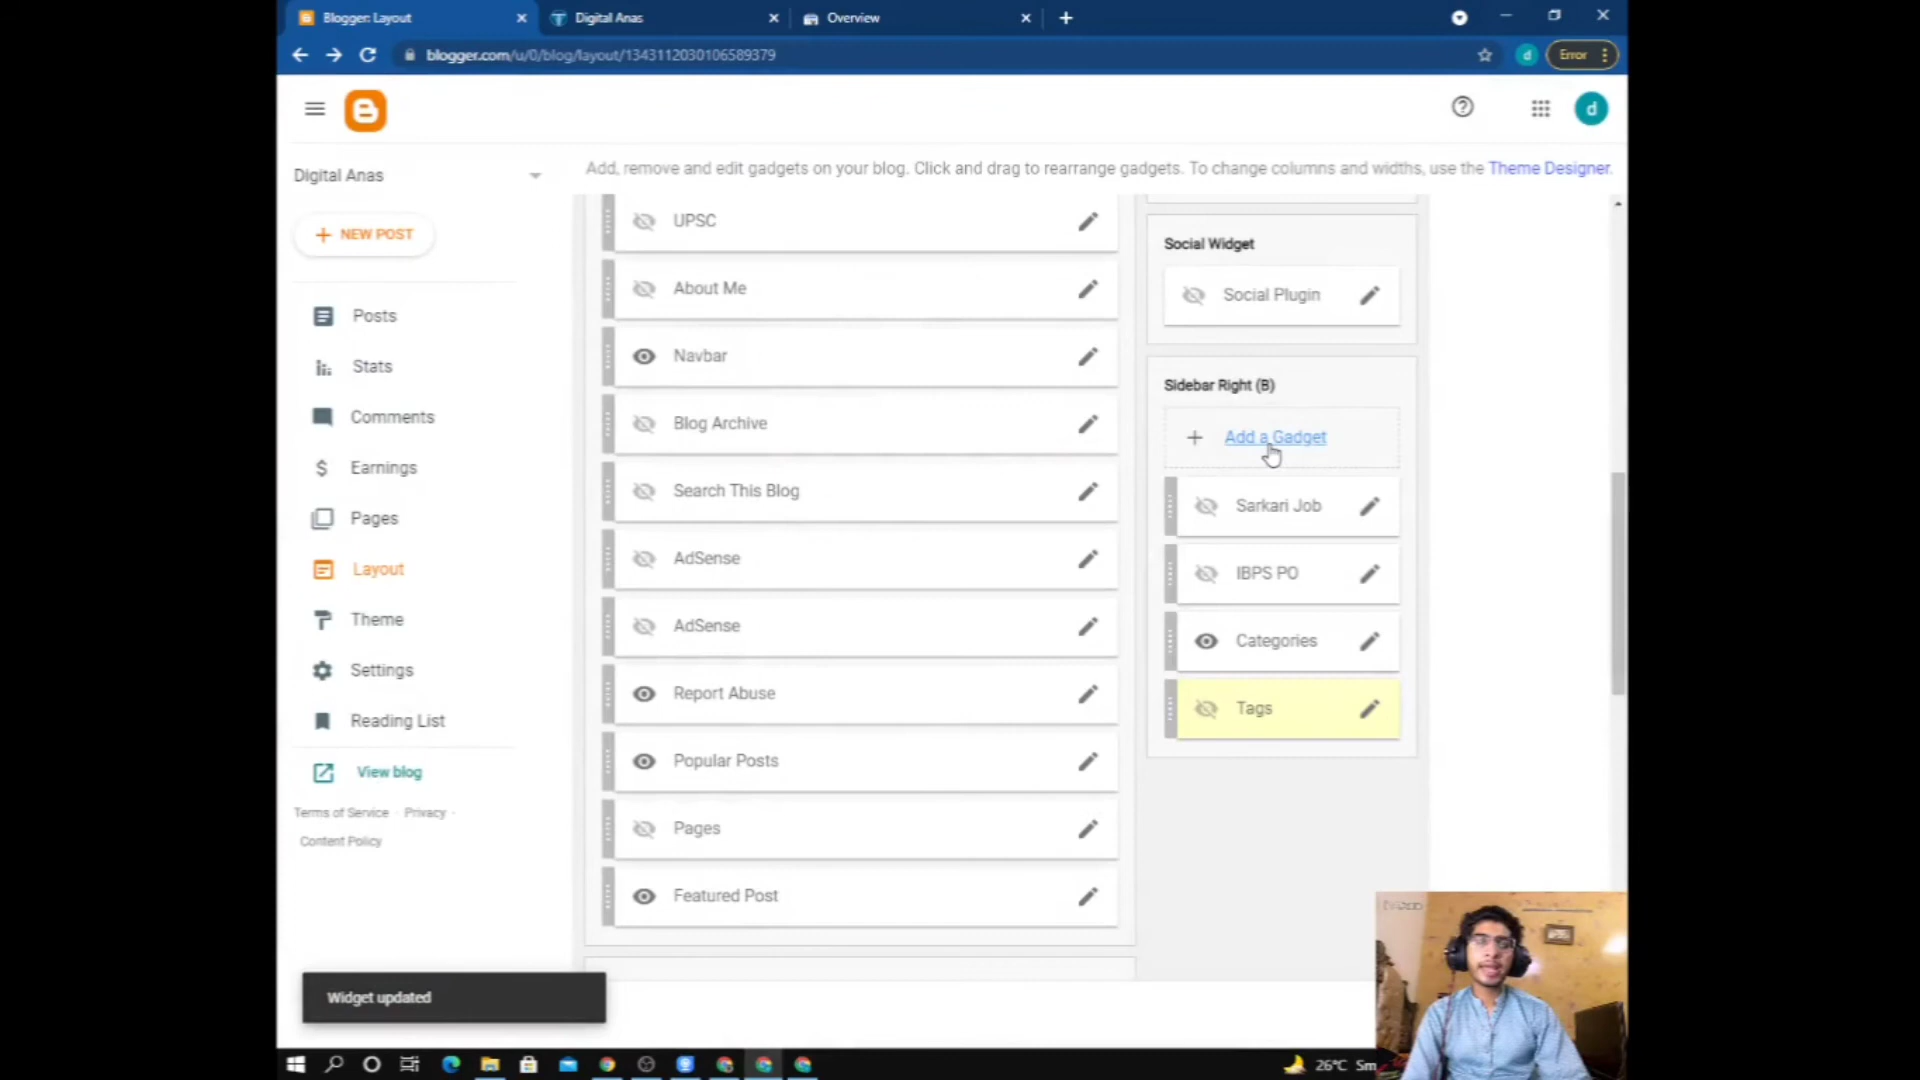 Blogger: Layout
Digital Anas
Overview
blogger.com/u/0/blog/layout/1343112030106589379
Error
d
d
Add, remove and edit gadgets on your blog. Click and drag to rearrange gadgets. To change columns and widths, use the Theme Designer.
Digital Anas
NEW POST
Posts
Stats
Comments
Earnings
Pages
Layout
Theme
Settings
Reading List
View blog
Terms of Service · Privacy ·
Content Policy
UPSC
About Me
Navbar
Blog Archive
Search This Blog
AdSense
AdSense
Report Abuse
Popular Posts
Pages
Featured Post
Social Widget
Social Plugin
Sidebar Right (B)
Add a Gadget
Sarkari Job
IBPS PO
Categories
Tags
Widget updated
26°C Sm